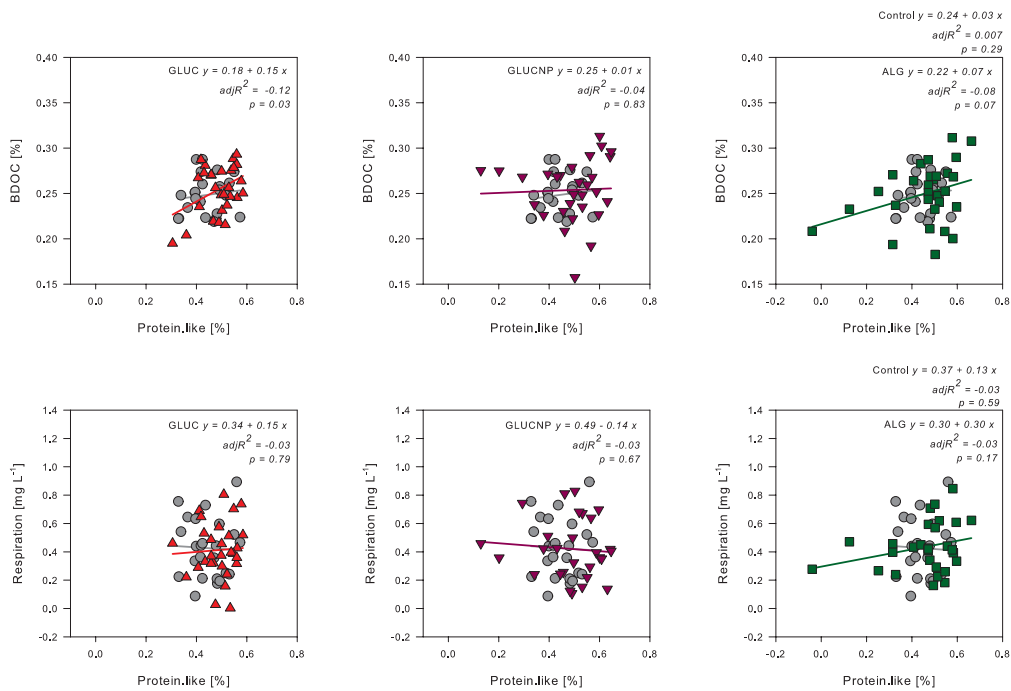 Control y = 0.24 + 0.03 x
adjR² = 0.007
p = 0.29
0.40
0.35
0.30
0.25
0.20
0.15
BDOC [%]
GLUC y = 0.18 + 0.15 x
adjR² = -0.12
p = 0.03
0.0 0.2 0.4 0.6 0.8
Protein.like [%]
0.40
0.35
0.30
0.25
0.20
0.15
BDOC [%]
GLUCNP y = 0.25 + 0.01 x
adjR² = -0.04
p = 0.83
0.0 0.2 0.4 0.6 0.8
Protein.like [%]
0.40
0.35
0.30
0.25
0.20
0.15
BDOC [%]
ALG y = 0.22 + 0.07 x
adjR² = -0.08
p = 0.07
-0.2 0.0 0.2 0.4 0.6 0.8
Protein.like [%]
Control y = 0.37 + 0.13 x
adjR² = -0.03
p = 0.59
1.4
1.2
1.0
0.8
0.6
0.4
0.2
0.0
-0.2
Respiration [mg L⁻¹]
GLUC y = 0.34 + 0.15 x
adjR² = -0.03
p = 0.79
0.0 0.2 0.4 0.6 0.8
Protein.like [%]
1.4
1.2
1.0
0.8
0.6
0.4
0.2
0.0
-0.2
Respiration [mg L⁻¹]
GLUCNP y = 0.49 - 0.14 x
adjR² = -0.03
p = 0.67
0.0 0.2 0.4 0.6 0.8
Protein.like [%]
1.4
1.2
1.0
0.8
0.6
0.4
0.2
0.0
-0.2
Respiration [mg L⁻¹]
ALG y = 0.30 + 0.30 x
adjR² = -0.03
p = 0.17
-0.2 0.0 0.2 0.4 0.6 0.8
Protein.like [%]